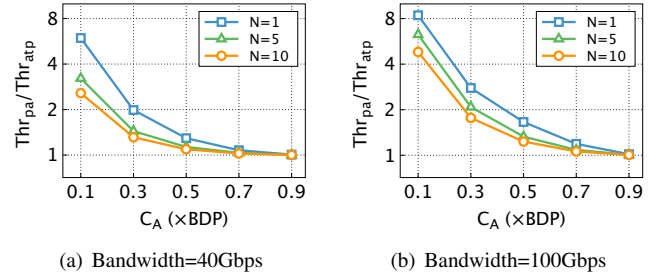 8
4
2
1
Thr_pa/Thr_atp
N=1
N=5
N=10
0.1 0.3 0.5 0.7 0.9
C_A (×BDP)
(a) Bandwidth=40Gbps
8
4
2
1
Thr_pa/Thr_atp
N=1
N=5
N=10
0.1 0.3 0.5 0.7 0.9
C_A (×BDP)
(b) Bandwidth=100Gbps